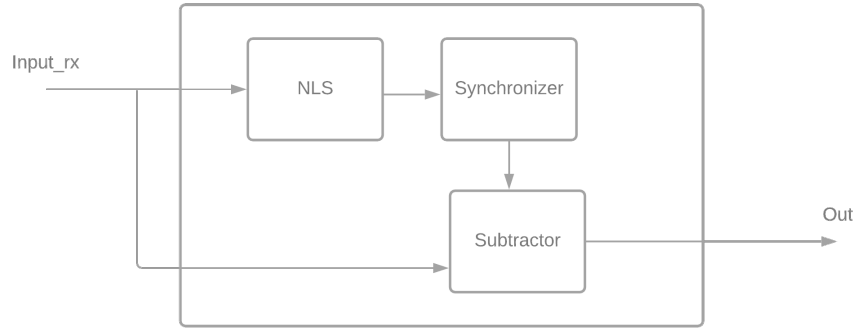 Input_rx
NLS
Synchronizer
Subtractor
Out